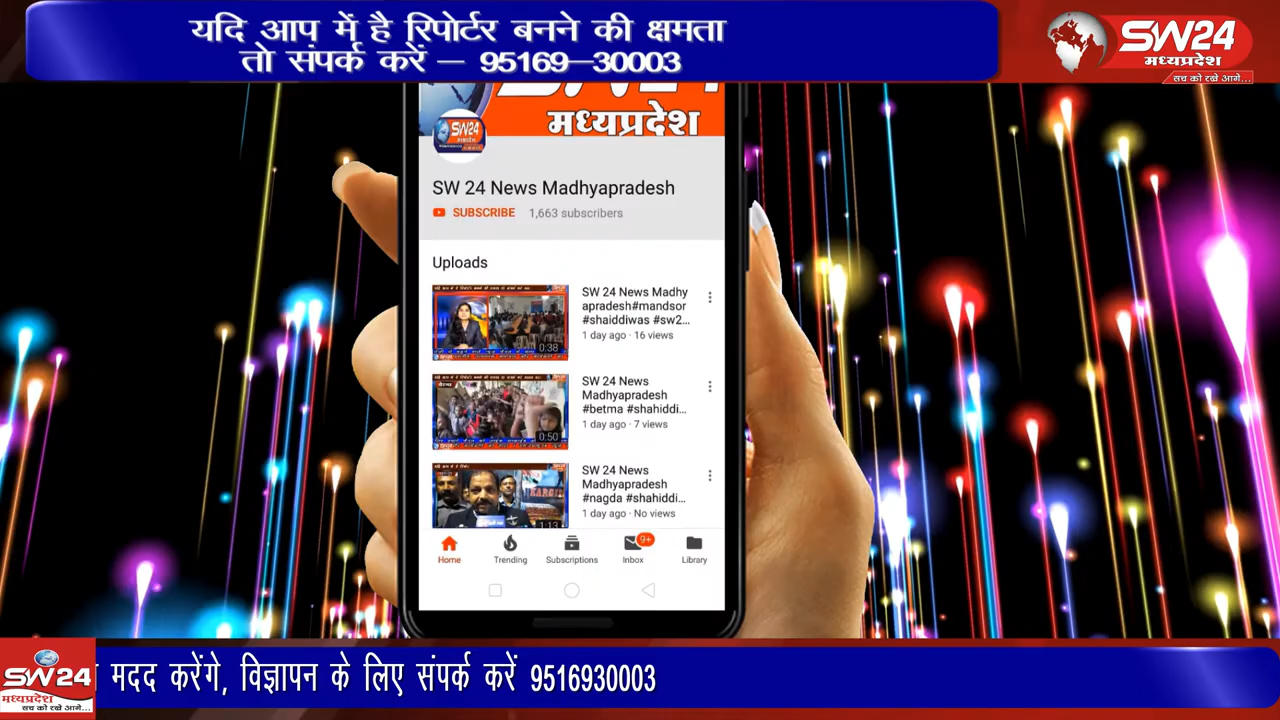 यदि आप में है रिपोर्टर बनने की क्षमता
तो संपर्क करें – 95169–30003
SW24
मध्यप्रदेश
सच को रखे आगे...
मध्यप्रदेश
SW24
SW 24 News Madhyapradesh
SUBSCRIBE 1,663 subscribers
Uploads
SW 24 News Madhy
apradesh#mandsor
#shaiddiwas #sw2...
1 day ago · 16 views
0:38
SW 24 News
Madhyapradesh
#betma #shahiddi...
1 day ago · 7 views
0:50
SW 24 News
Madhyapradesh
#nagda #shahiddi...
1 day ago · No views
1:13
9+
Home Trending Subscriptions Inbox Library
SW24
मध्यप्रदेश
सच को रखे आगे...
मदद करेंगे, विज्ञापन के लिए संपर्क करें 9516930003